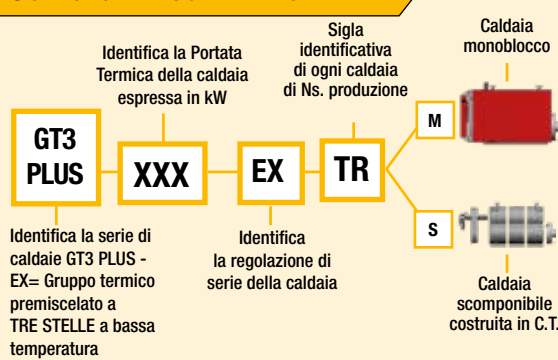 Identifica la Portata
Termica della caldaia
espressa in kW
Sigla
identificativa
di ogni caldaia
di Ns. produzione
Caldaia
monoblocco
GT3
PLUS
XXX
EX
TR
M
S
Identifica la serie di
caldaie GT3 PLUS -
EX= Gruppo termico
premiscelato a
TRE STELLE a bassa
temperatura
Identifica
la regolazione di
serie della caldaia
Caldaia
scomponibile
costruita in C.T.